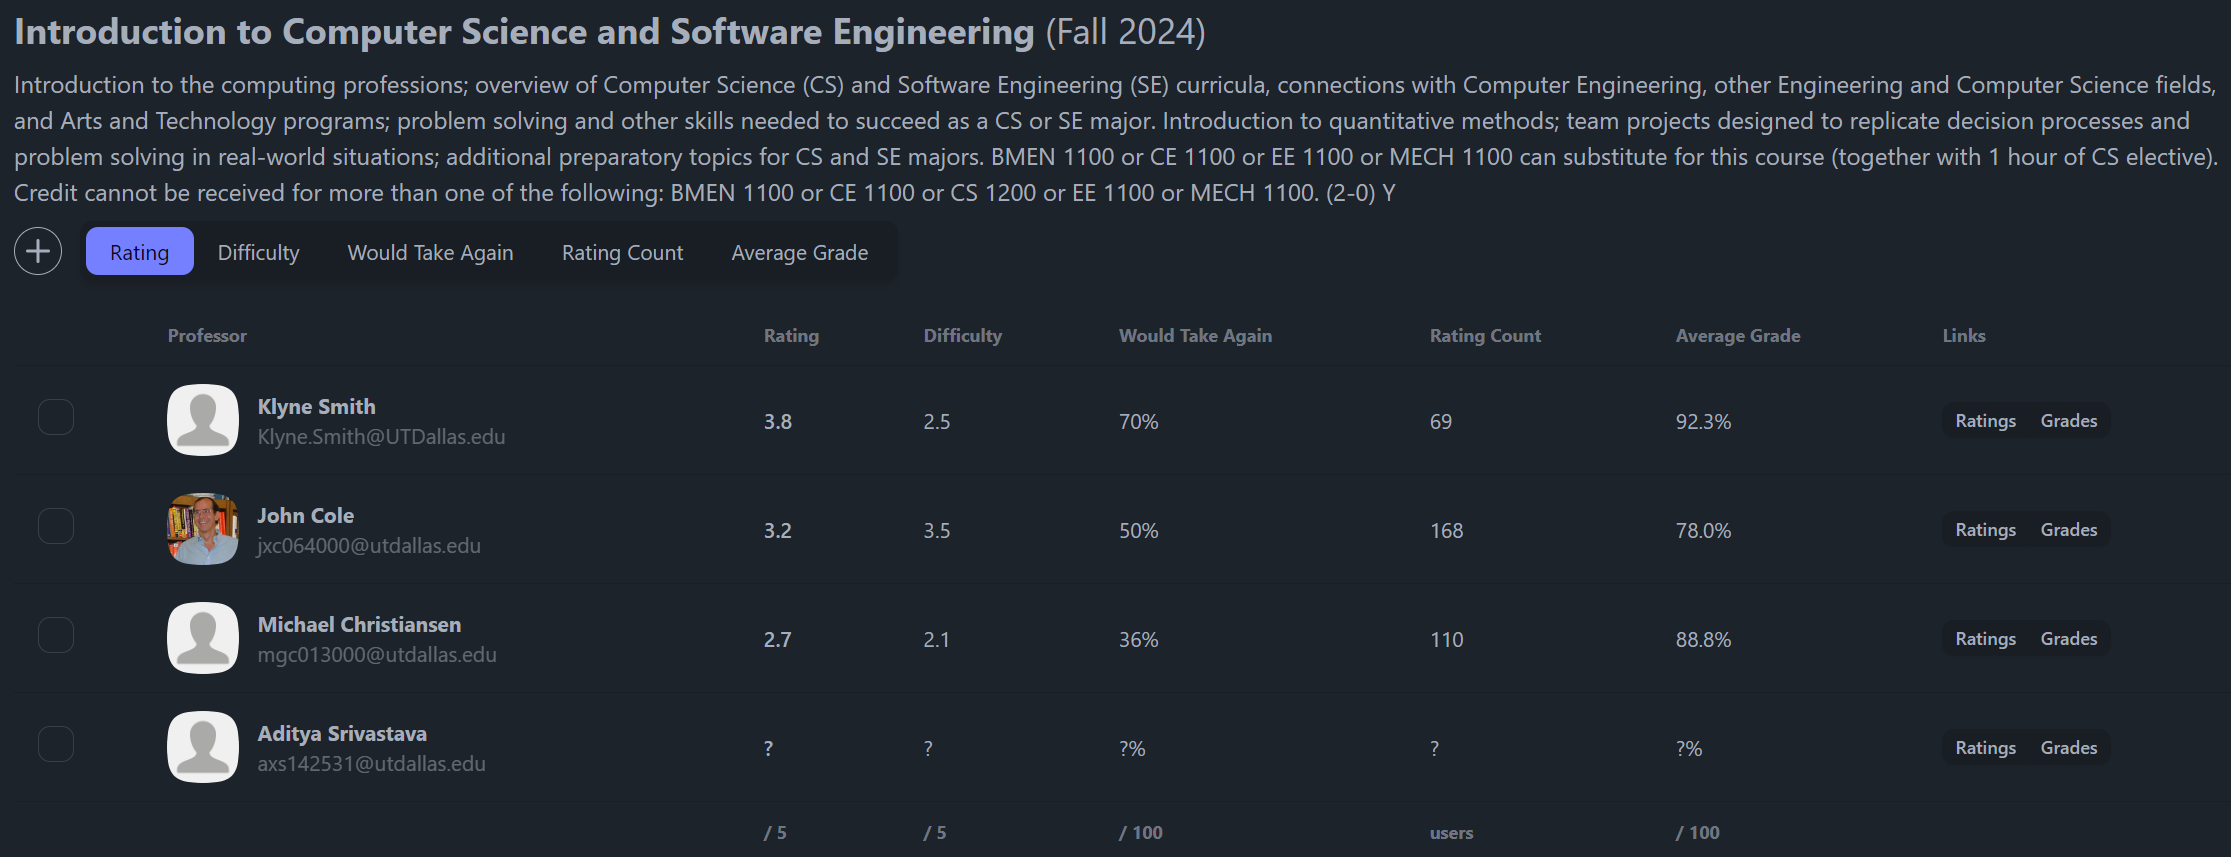 Introduction to Computer Science and Software Engineering (Fall 2024)
Introduction to the computing professions; overview of Computer Science (CS) and Software Engineering (SE) curricula, connections with Computer Engineering, other Engineering and Computer Science fields,
and Arts and Technology programs; problem solving and other skills needed to succeed as a CS or SE major. Introduction to quantitative methods; team projects designed to replicate decision processes and
problem solving in real-world situations; additional preparatory topics for CS and SE majors. BMEN 1100 or CE 1100 or EE 1100 or MECH 1100 can substitute for this course (together with 1 hour of CS elective).
Credit cannot be received for more than one of the following: BMEN 1100 or CE 1100 or CS 1200 or EE 1100 or MECH 1100. (2-0) Y
Rating Difficulty Would Take Again Rating Count Average Grade
Professor Rating Difficulty Would Take Again Rating Count Average Grade Links
Klyne Smith
Klyne.Smith@UTDallas.edu
3.8 2.5 70% 69 92.3% Ratings Grades
John Cole
jxc064000@utdallas.edu
3.2 3.5 50% 168 78.0% Ratings Grades
Michael Christiansen
mgc013000@utdallas.edu
2.7 2.1 36% 110 88.8% Ratings Grades
Aditya Srivastava
axs142531@utdallas.edu
? ? ?% ? ?% Ratings Grades
/ 5 / 5 / 100 users / 100